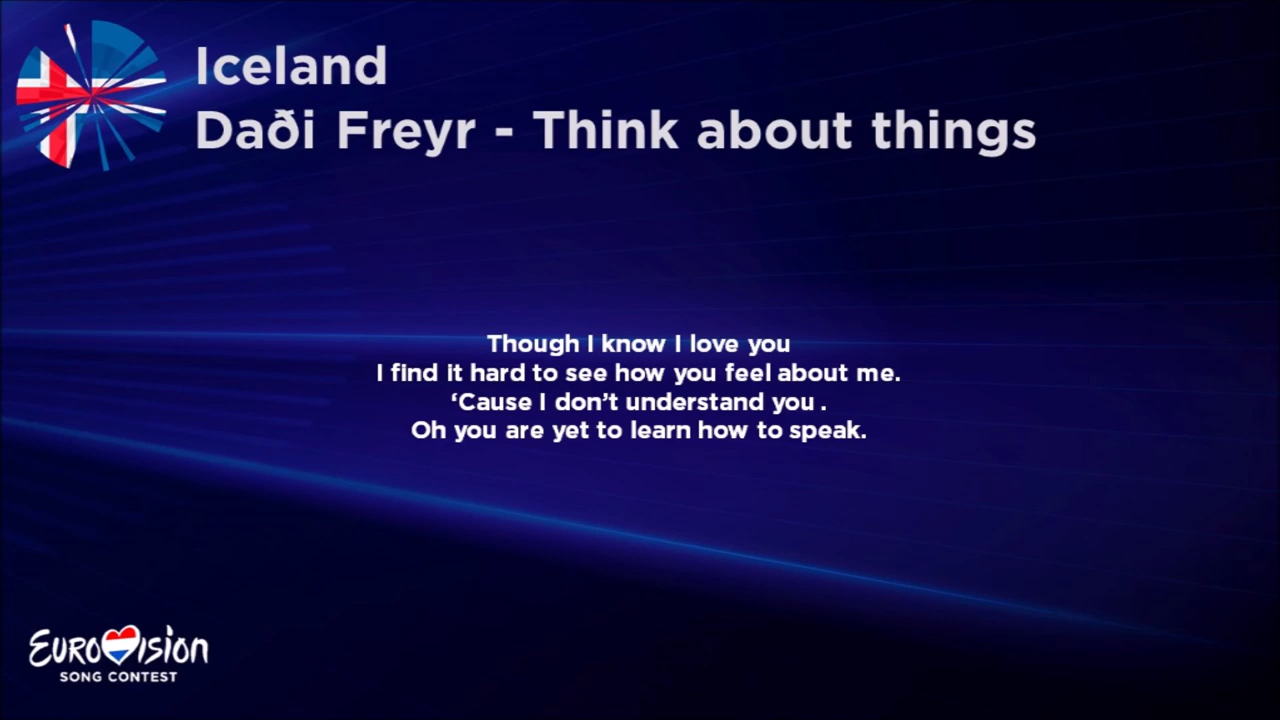 Iceland
Daði Freyr - Think about things
Though I know I love you
I find it hard to see how you feel about me.
‘Cause I don’t understand you .
Oh you are yet to learn how to speak.
EUROVISION
SONG CONTEST